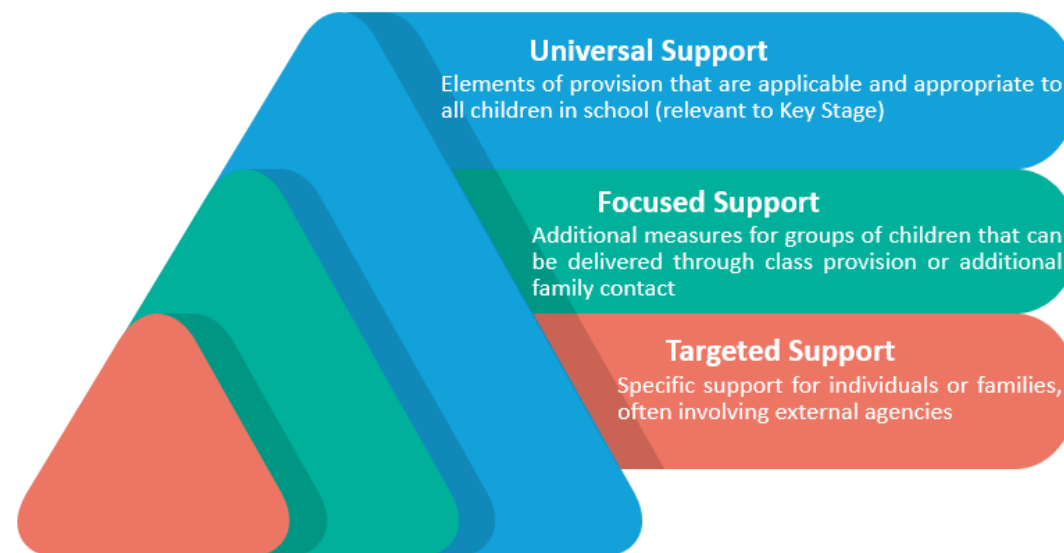 Universal Support
Elements of provision that are applicable and appropriate to
all children in school (relevant to Key Stage)
Focused Support
Additional measures for groups of children that can
be delivered through class provision or additional
family contact
Targeted Support
Specific support for individuals or families,
often involving external agencies